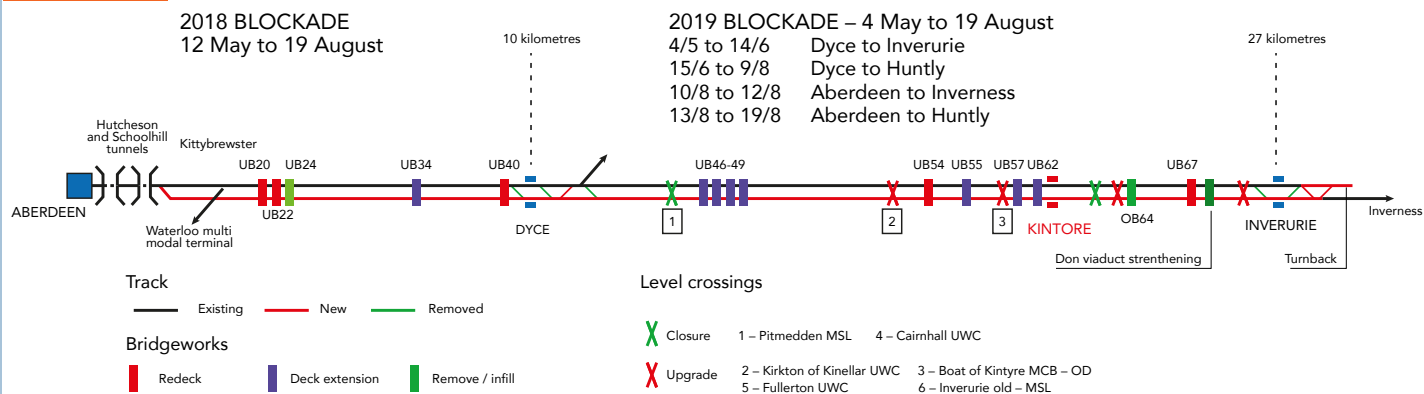 2018 BLOCKADE
12 May to 19 August
10 kilometres
2019 BLOCKADE – 4 May to 19 August
4/5 to 14/6 Dyce to Inverurie
15/6 to 9/8 Dyce to Huntly
10/8 to 12/8 Aberdeen to Inverness
13/8 to 19/8 Aberdeen to Huntly
27 kilometres
Hutcheson
and Schoolhill
tunnels
Kittybrewster
UB20
UB24
UB34
UB40
UB46-49
UB54
UB55
UB57
UB62
UB67
ABERDEEN
UB22
Waterloo multi
modal terminal
DYCE
1
2
3
KINTORE
OB64
INVERURIE
Inverness
Don viaduct strenthening
Turnback
Track
Existing
New
Removed
Bridgeworks
Redeck
Deck extension
Remove / infill
Level crossings
Closure 1 – Pitmedden MSL 4 – Cairnhall UWC
Upgrade 2 – Kirkton of Kinellar UWC 3 – Boat of Kintyre MCB – OD
5 – Fullerton UWC 6 – Inverurie old – MSL